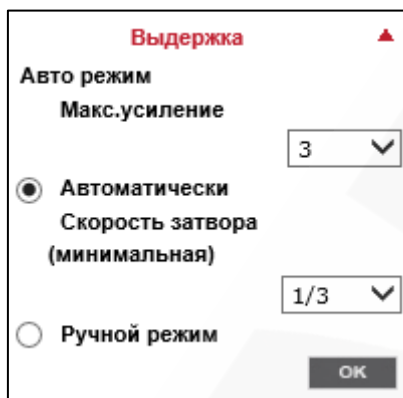 Выдержка
Авто режим
Макс.усиление
3
Автоматически
Скорость затвора
(минимальная)
1/3
Ручной режим
OK